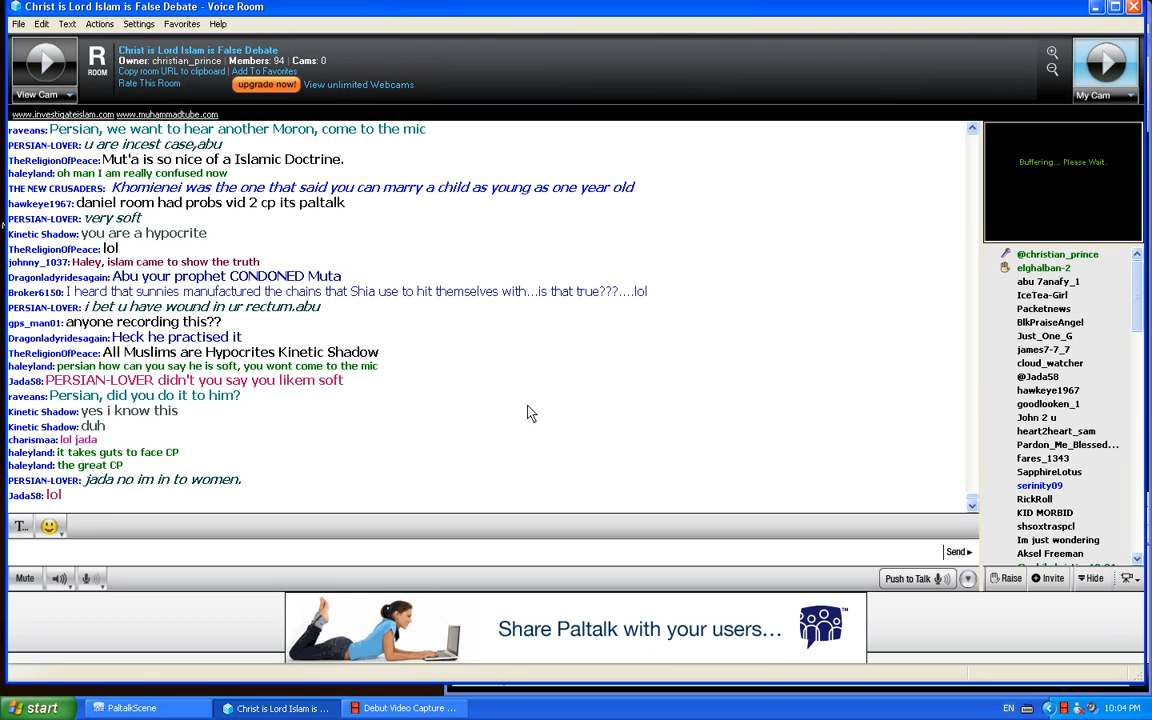 Christ is Lord Islam is False Debate - Voice Room
File Edit Text Actions Settings Favorites Help
View Cam
R
ROOM
Christ is Lord Islam is False Debate
Owner: christian_prince | Members: 94 | Cams: 0
Copy room URL to clipboard | Add To Favorites
Rate This Room
upgrade now! View unlimited Webcams
My Cam
www.investigateislam.com www.muhammadtube.com
raveans: Persian, we want to hear another Moron, come to the mic
PERSIAN-LOVER: u are incest case,abu
TheReligionOfPeace: Mut'a is so nice of a Islamic Doctrine.
haleyland: oh man I am really confused now
THE NEW CRUSADERS: Khomienei was the one that said you can marry a child as young as one year old
hawkeye1967: daniel room had probs vid 2 cp its paltalk
PERSIAN-LOVER: very soft
Kinetic Shadow: you are a hypocrite
TheReligionOfPeace: lol
johnny_1037: Haley, islam came to show the truth
Dragonladyridesagain: Abu your prophet CONDONED Muta
Broker6150: I heard that sunnies manufactured the chains that Shia use to hit themselves with...is that true???....lol
PERSIAN-LOVER: i bet u have wound in ur rectum.abu
gps_man01: anyone recording this??
Dragonladyridesagain: Heck he practised it
TheReligionOfPeace: All Muslims are Hypocrites Kinetic Shadow
haleyland: persian how can you say he is soft, you wont come to the mic
Jada58: PERSIAN-LOVER didn't you say you likem soft
raveans: Persian, did you do it to him?
Kinetic Shadow: yes i know this
Kinetic Shadow: duh
charismaa: lol jada
haleyland: it takes guts to face CP
haleyland: the great CP
PERSIAN-LOVER: jada no im in to women.
Jada58: lol
Buffering... Please Wait.
@christian_prince
elghalban-2
abu 7anafy_1
IceTea-Girl
Packetnews
BlkPraiseAngel
Just_One_G
james7-7_7
cloud_watcher
@Jada58
hawkeye1967
goodlooken_1
John 2 u
heart2heart_sam
Pardon_Me_Blessed...
fares_1343
SapphireLotus
serinity09
RickRoll
KID MORBID
shsoxtraspcl
Im just wondering
Aksel Freeman
T...
Send
Mute
Push to Talk
Raise Invite Hide
Share Paltalk with your users...
TM
start
PaltalkScene
Christ is Lord Islam is ...
Debut Video Capture ...
EN
10:04 PM